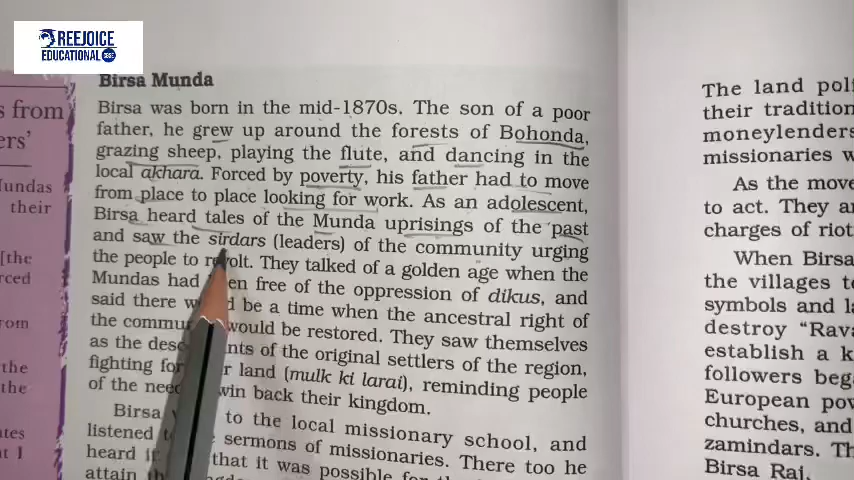 REEJOICE
EDUCATIONAL
Birsa Munda
Birsa was born in the mid-1870s. The son of a poor
father, he grew up around the forests of Bohonda,
grazing sheep, playing the flute, and dancing in the
local akhara. Forced by poverty, his father had to move
from place to place looking for work. As an adolescent,
Birsa heard tales of the Munda uprisings of the past
and saw the sirdars (leaders) of the community urging
the people to revolt. They talked of a golden age when the
Mundas had been free of the oppression of dikus, and
said there would be a time when the ancestral right of
the commu would be restored. They saw themselves
as the desc nts of the original settlers of the region,
fighting for r land (mulk ki larai), reminding people
of the need win back their kingdom.
Birsa to the local missionary school, and
listened sermons of missionaries. There too he
heard it that it was possible for
attain
s from
ers'
Mundas
their
[the
rced
rom
the
the
ates
at I
The land poli
their tradition
moneylenders
missionaries w
As the move
to act. They ar
charges of riot
When Birsa
the villages to
symbols and la
destroy "Rava
establish a k
followers beg
European pow
churches, and
zamindars. Th
Birsa Raj.